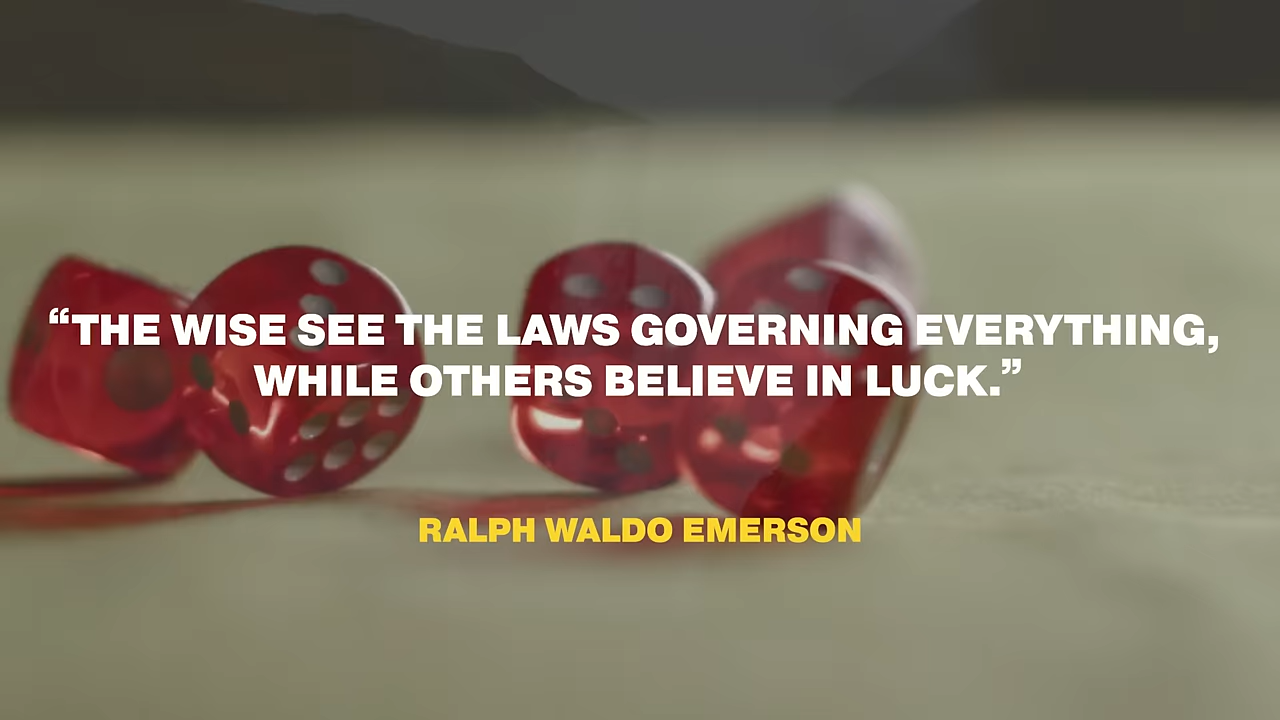 “THE WISE SEE THE LAWS GOVERNING EVERYTHING,
WHILE OTHERS BELIEVE IN LUCK.”
RALPH WALDO EMERSON